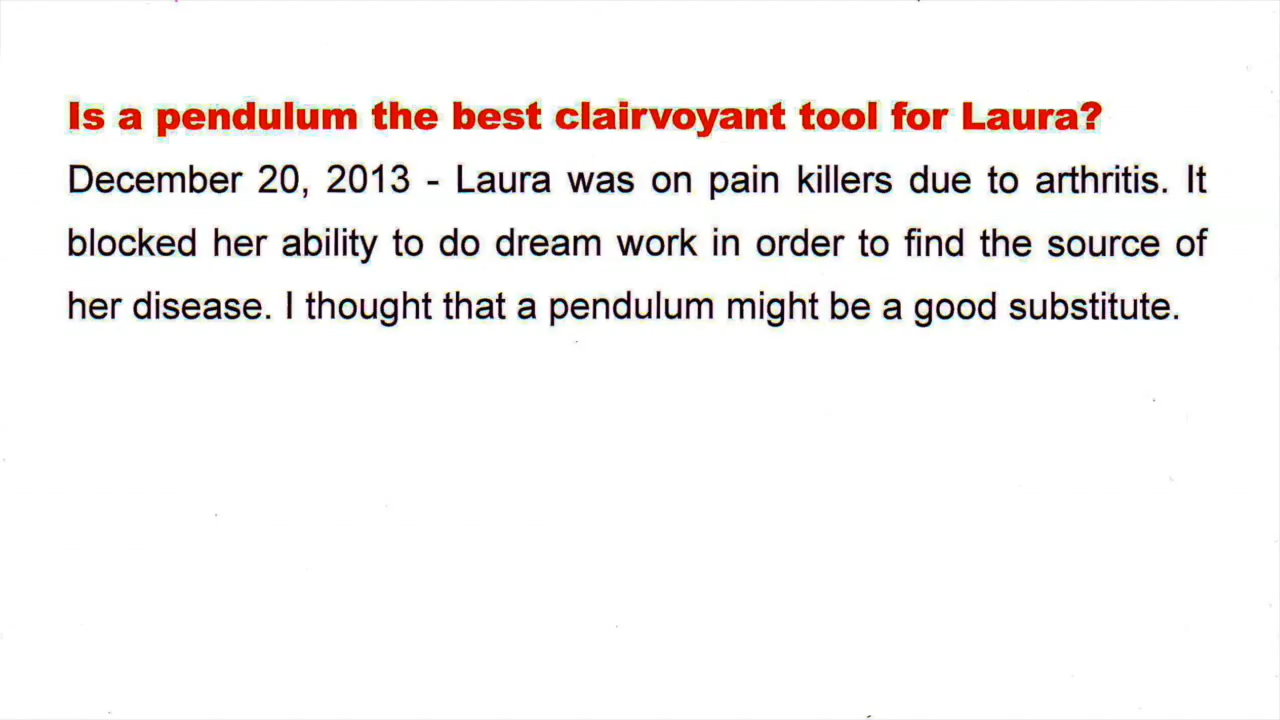 Is a pendulum the best clairvoyant tool for Laura?
December 20, 2013 - Laura was on pain killers due to arthritis. It
blocked her ability to do dream work in order to find the source of
her disease. I thought that a pendulum might be a good substitute.